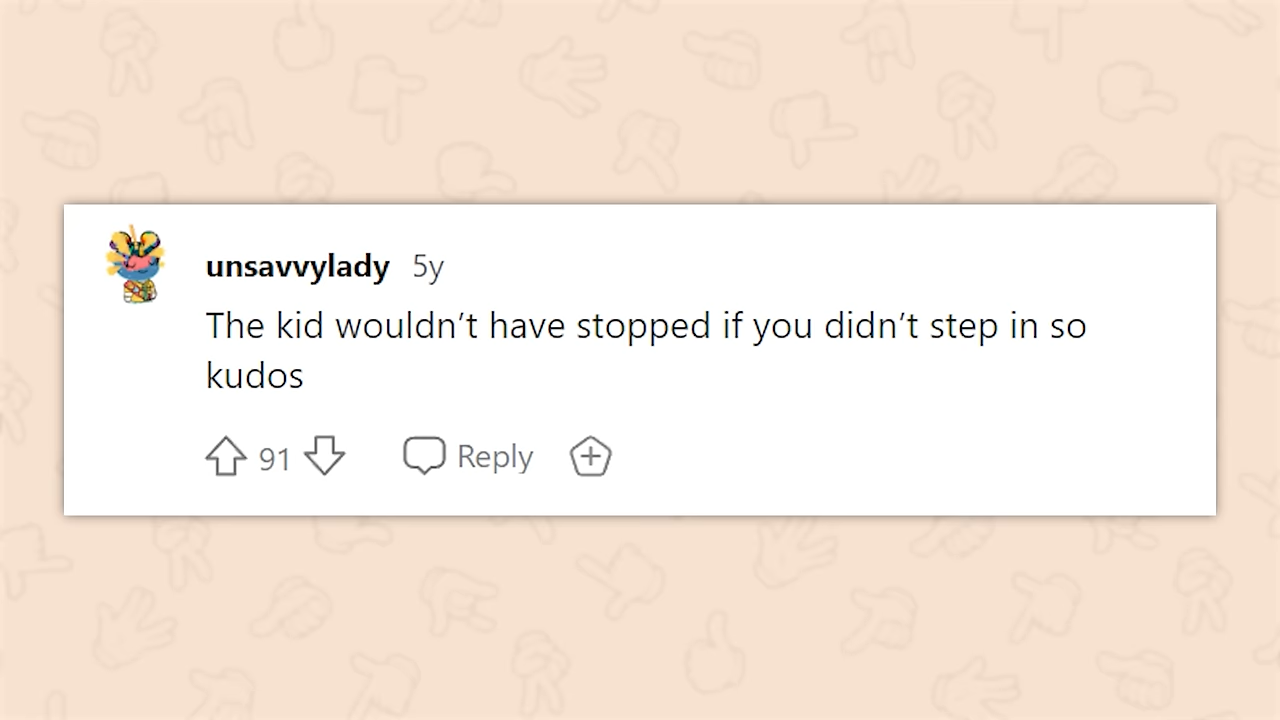 unsavvylady 5y
The kid wouldn’t have stopped if you didn’t step in so
kudos
91 Reply